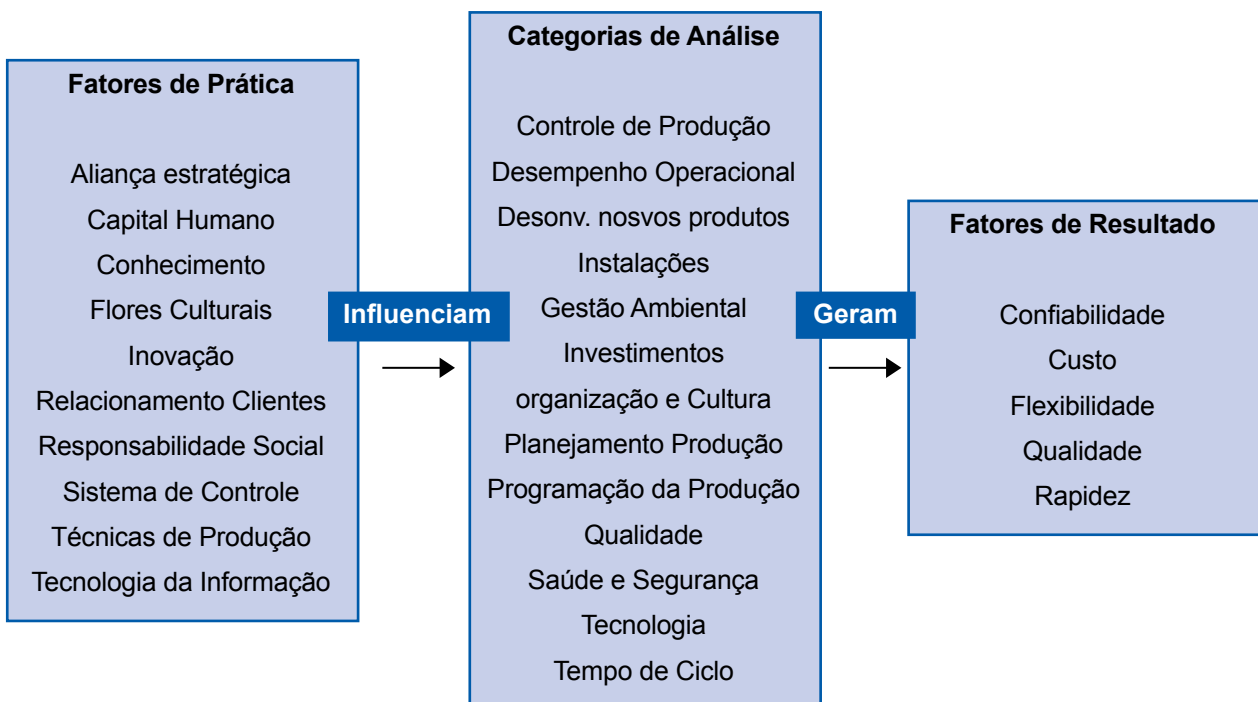 Fatores de Prática
Aliança estratégica
Capital Humano
Conhecimento
Flores Culturais
Inovação
Relacionamento Clientes
Responsabilidade Social
Sistema de Controle
Técnicas de Produção
Tecnologia da Informação
Influenciam
Categorias de Análise
Controle de Produção
Desempenho Operacional
Desonv. nosvos produtos
Instalações
Gestão Ambiental
Investimentos
organização e Cultura
Planejamento Produção
Programação da Produção
Qualidade
Saúde e Segurança
Tecnologia
Tempo de Ciclo
Geram
Fatores de Resultado
Confiabilidade
Custo
Flexibilidade
Qualidade
Rapidez